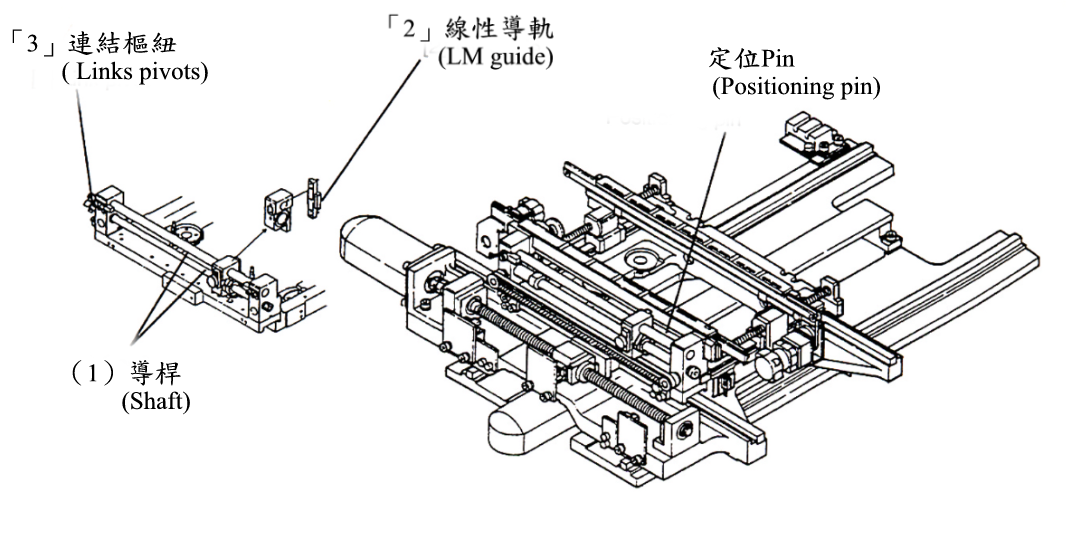 「3」連結樞紐
( Links pivots)
「2」線性導軌
(LM guide)
定位Pin
(Positioning pin)
（1）導桿
(Shaft)